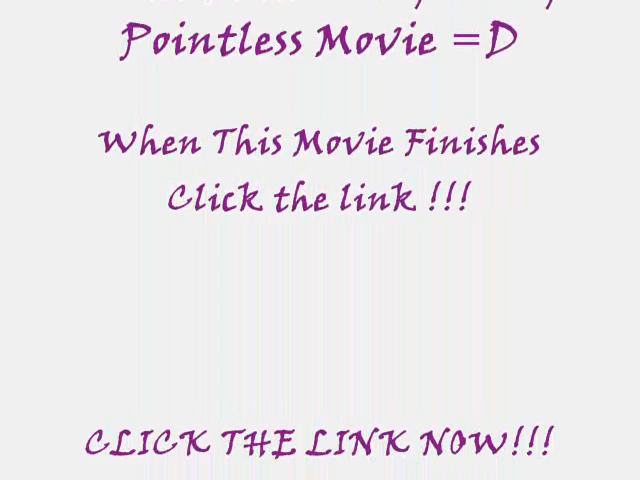 Pointless Movie =D
When This Movie Finishes
Click the link !!!
CLICK THE LINK NOW!!!